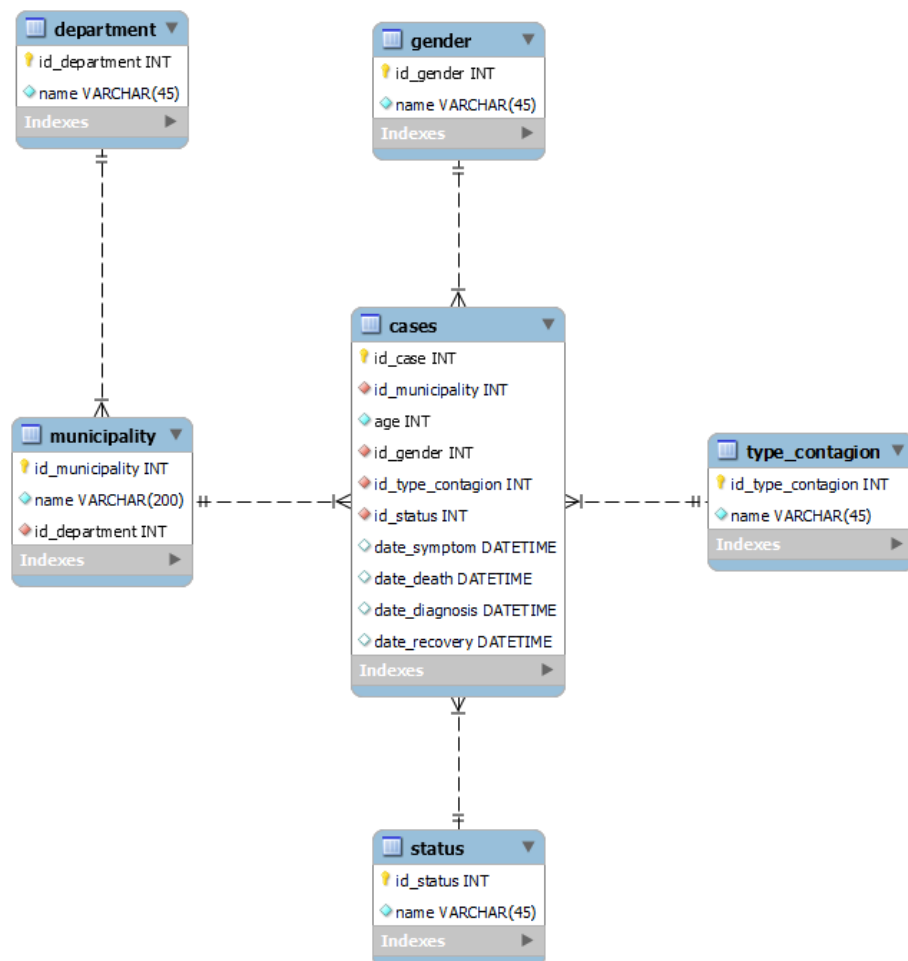 department
id_department INT
name VARCHAR(45)
Indexes
gender
id_gender INT
name VARCHAR(45)
Indexes
cases
id_case INT
id_municipality INT
age INT
id_gender INT
id_type_contagion INT
id_status INT
date_symptom DATETIME
date_death DATETIME
date_diagnosis DATETIME
date_recovery DATETIME
Indexes
municipality
id_municipality INT
name VARCHAR(200)
id_department INT
Indexes
type_contagion
id_type_contagion INT
name VARCHAR(45)
Indexes
status
id_status INT
name VARCHAR(45)
Indexes